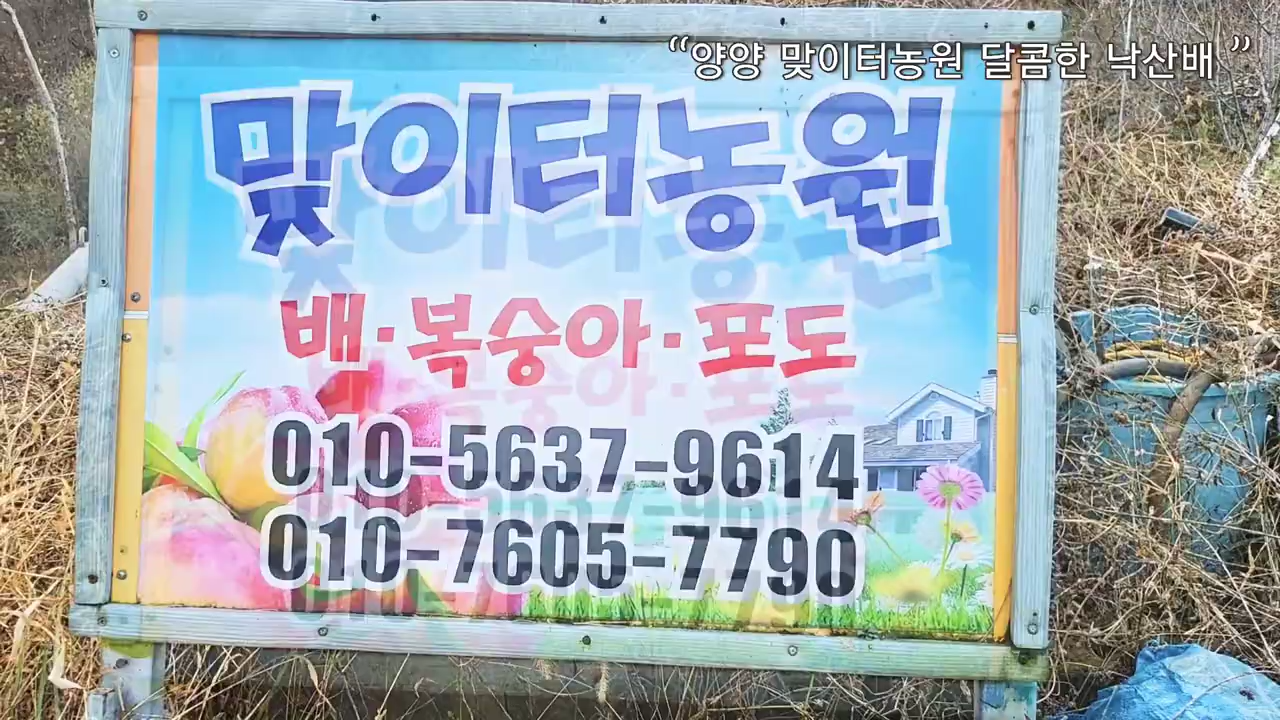 “양양 맞이터농원 달콤한 낙산배 ”
맞이터농원
배·복숭아·포도
010-5637-9614
010-7605-7790